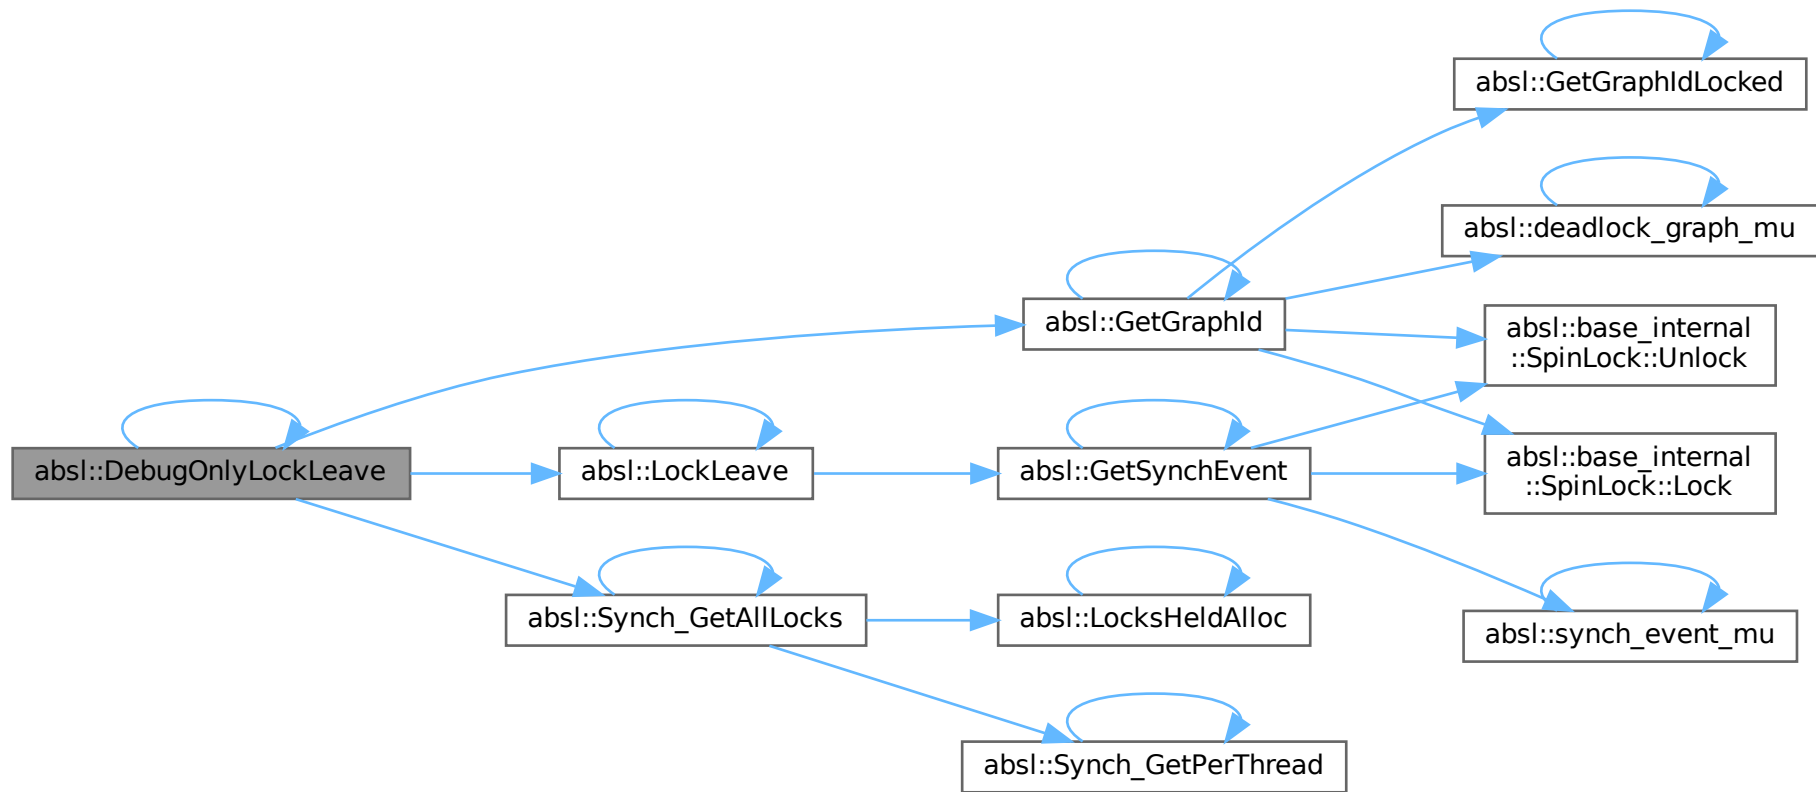 absl::GetGraphIdLocked
absl::deadlock_graph_mu
absl::GetGraphId
absl::base_internal
::SpinLock::Unlock
absl::DebugOnlyLockLeave
absl::LockLeave
absl::GetSynchEvent
absl::base_internal
::SpinLock::Lock
absl::Synch_GetAllLocks
absl::LocksHeldAlloc
absl::synch_event_mu
absl::Synch_GetPerThread